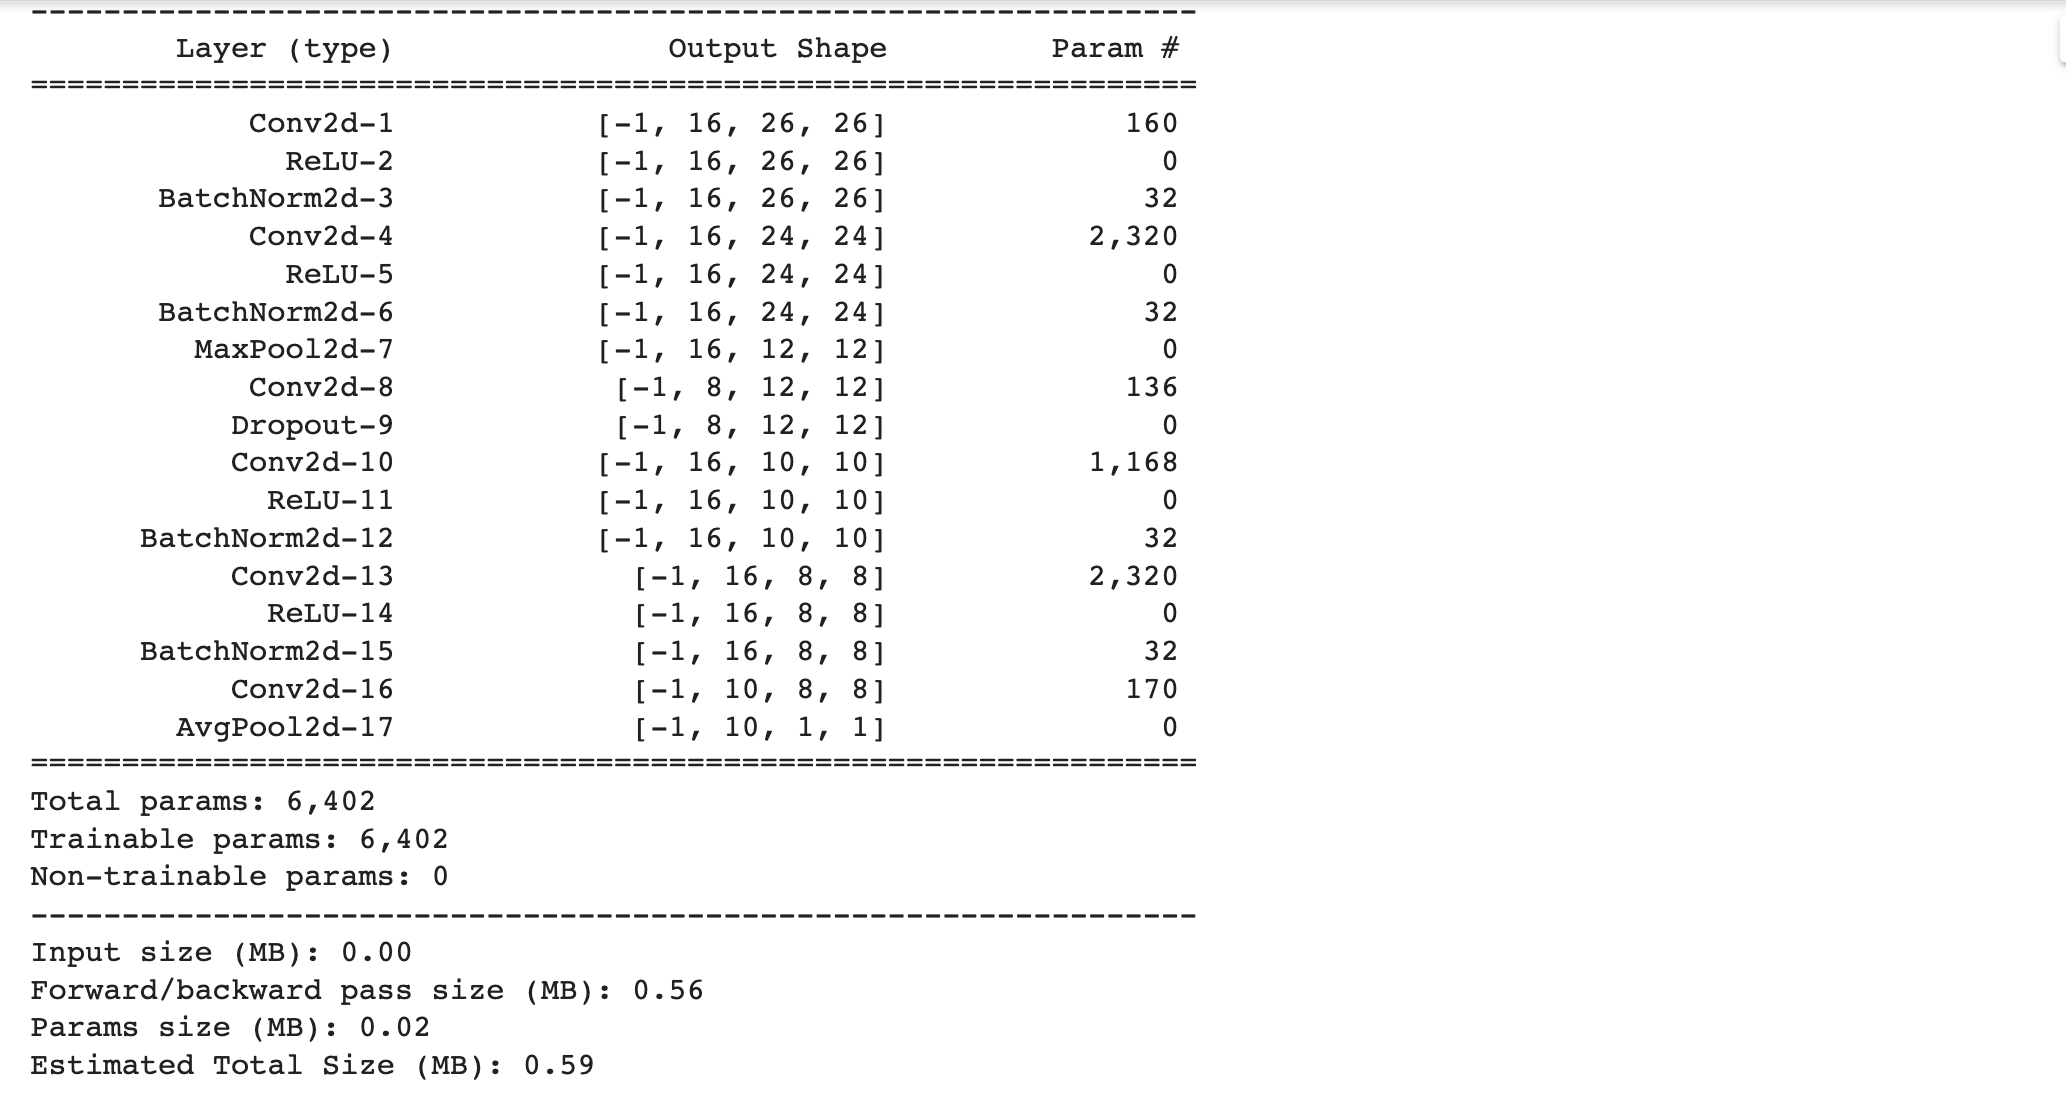 ----------------------------------------------------------------
Layer (type) Output Shape Param #
================================================================
Conv2d-1 [-1, 16, 26, 26] 160
ReLU-2 [-1, 16, 26, 26] 0
BatchNorm2d-3 [-1, 16, 26, 26] 32
Conv2d-4 [-1, 16, 24, 24] 2,320
ReLU-5 [-1, 16, 24, 24] 0
BatchNorm2d-6 [-1, 16, 24, 24] 32
MaxPool2d-7 [-1, 16, 12, 12] 0
Conv2d-8 [-1, 8, 12, 12] 136
Dropout-9 [-1, 8, 12, 12] 0
Conv2d-10 [-1, 16, 10, 10] 1,168
ReLU-11 [-1, 16, 10, 10] 0
BatchNorm2d-12 [-1, 16, 10, 10] 32
Conv2d-13 [-1, 16, 8, 8] 2,320
ReLU-14 [-1, 16, 8, 8] 0
BatchNorm2d-15 [-1, 16, 8, 8] 32
Conv2d-16 [-1, 10, 8, 8] 170
AvgPool2d-17 [-1, 10, 1, 1] 0
================================================================
Total params: 6,402
Trainable params: 6,402
Non-trainable params: 0
----------------------------------------------------------------
Input size (MB): 0.00
Forward/backward pass size (MB): 0.56
Params size (MB): 0.02
Estimated Total Size (MB): 0.59